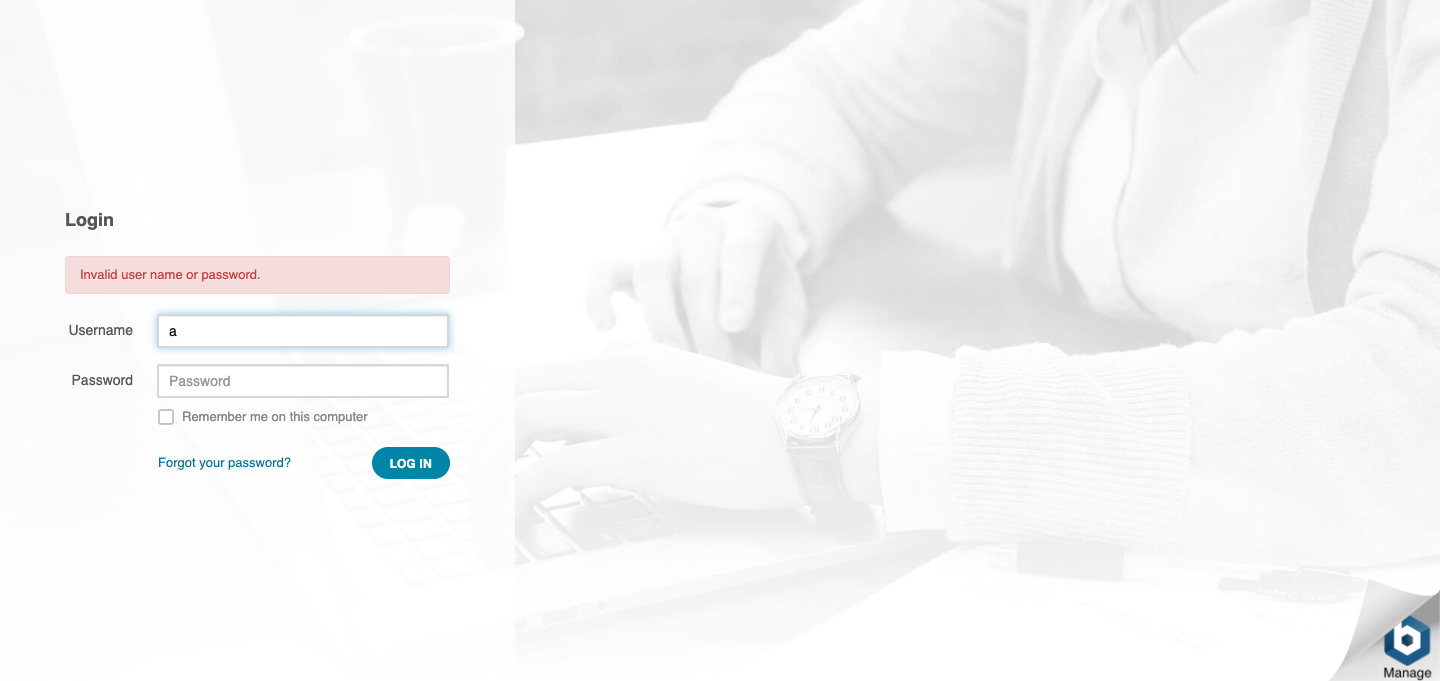 Login
Invalid user name or password.
Username a
Password Password
Remember me on this computer
Forgot your password? LOG IN
Manage